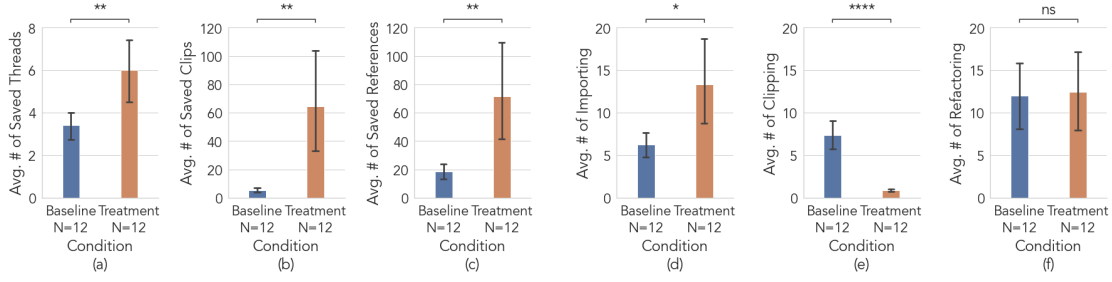 **
8
6
4
2
0
Avg. # of Saved Threads
Baseline Treatment
N=12 N=12
Condition
(a)
**
120
100
80
60
40
20
0
Avg. # of Saved Clips
Baseline Treatment
N=12 N=12
Condition
(b)
**
120
100
80
60
40
20
0
Avg. # of Saved References
Baseline Treatment
N=12 N=12
Condition
(c)
*
20
15
10
5
0
Avg. # of Importing
Baseline Treatment
N=12 N=12
Condition
(d)
****
20
15
10
5
0
Avg. # of Clipping
Baseline Treatment
N=12 N=12
Condition
(e)
ns
20
15
10
5
0
Avg. # of Refactoring
Baseline Treatment
N=12 N=12
Condition
(f)